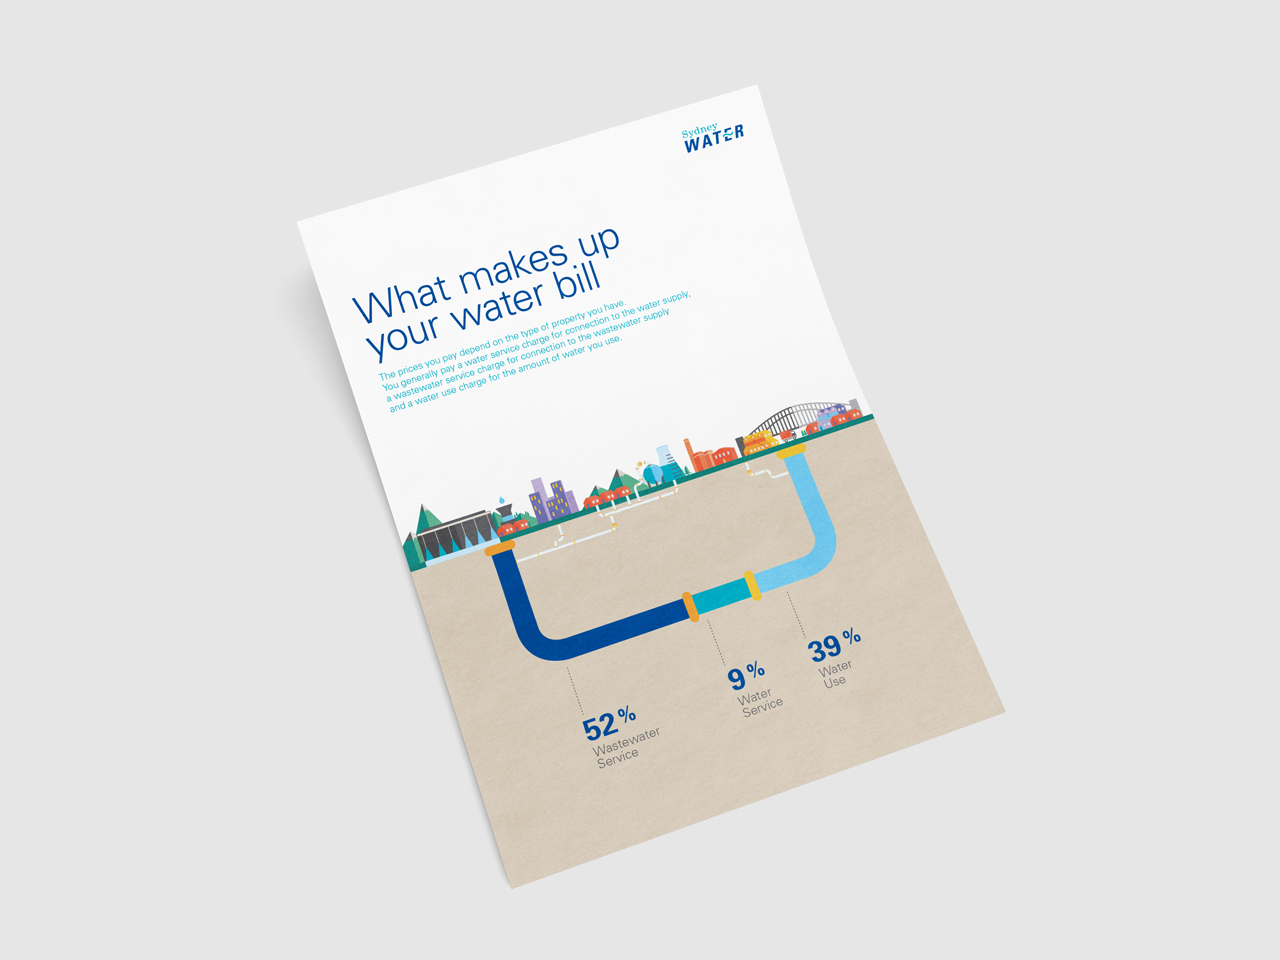 Sydney
WATER
What makes up
your water bill
The prices you pay depend on the type of property you have.
You generally pay a water service charge for connection to the water supply,
a wastewater service charge for connection to the wastewater supply
and a water use charge for the amount of water you use.
52%
Wastewater
Service
9%
Water
Service
39%
Water
Use